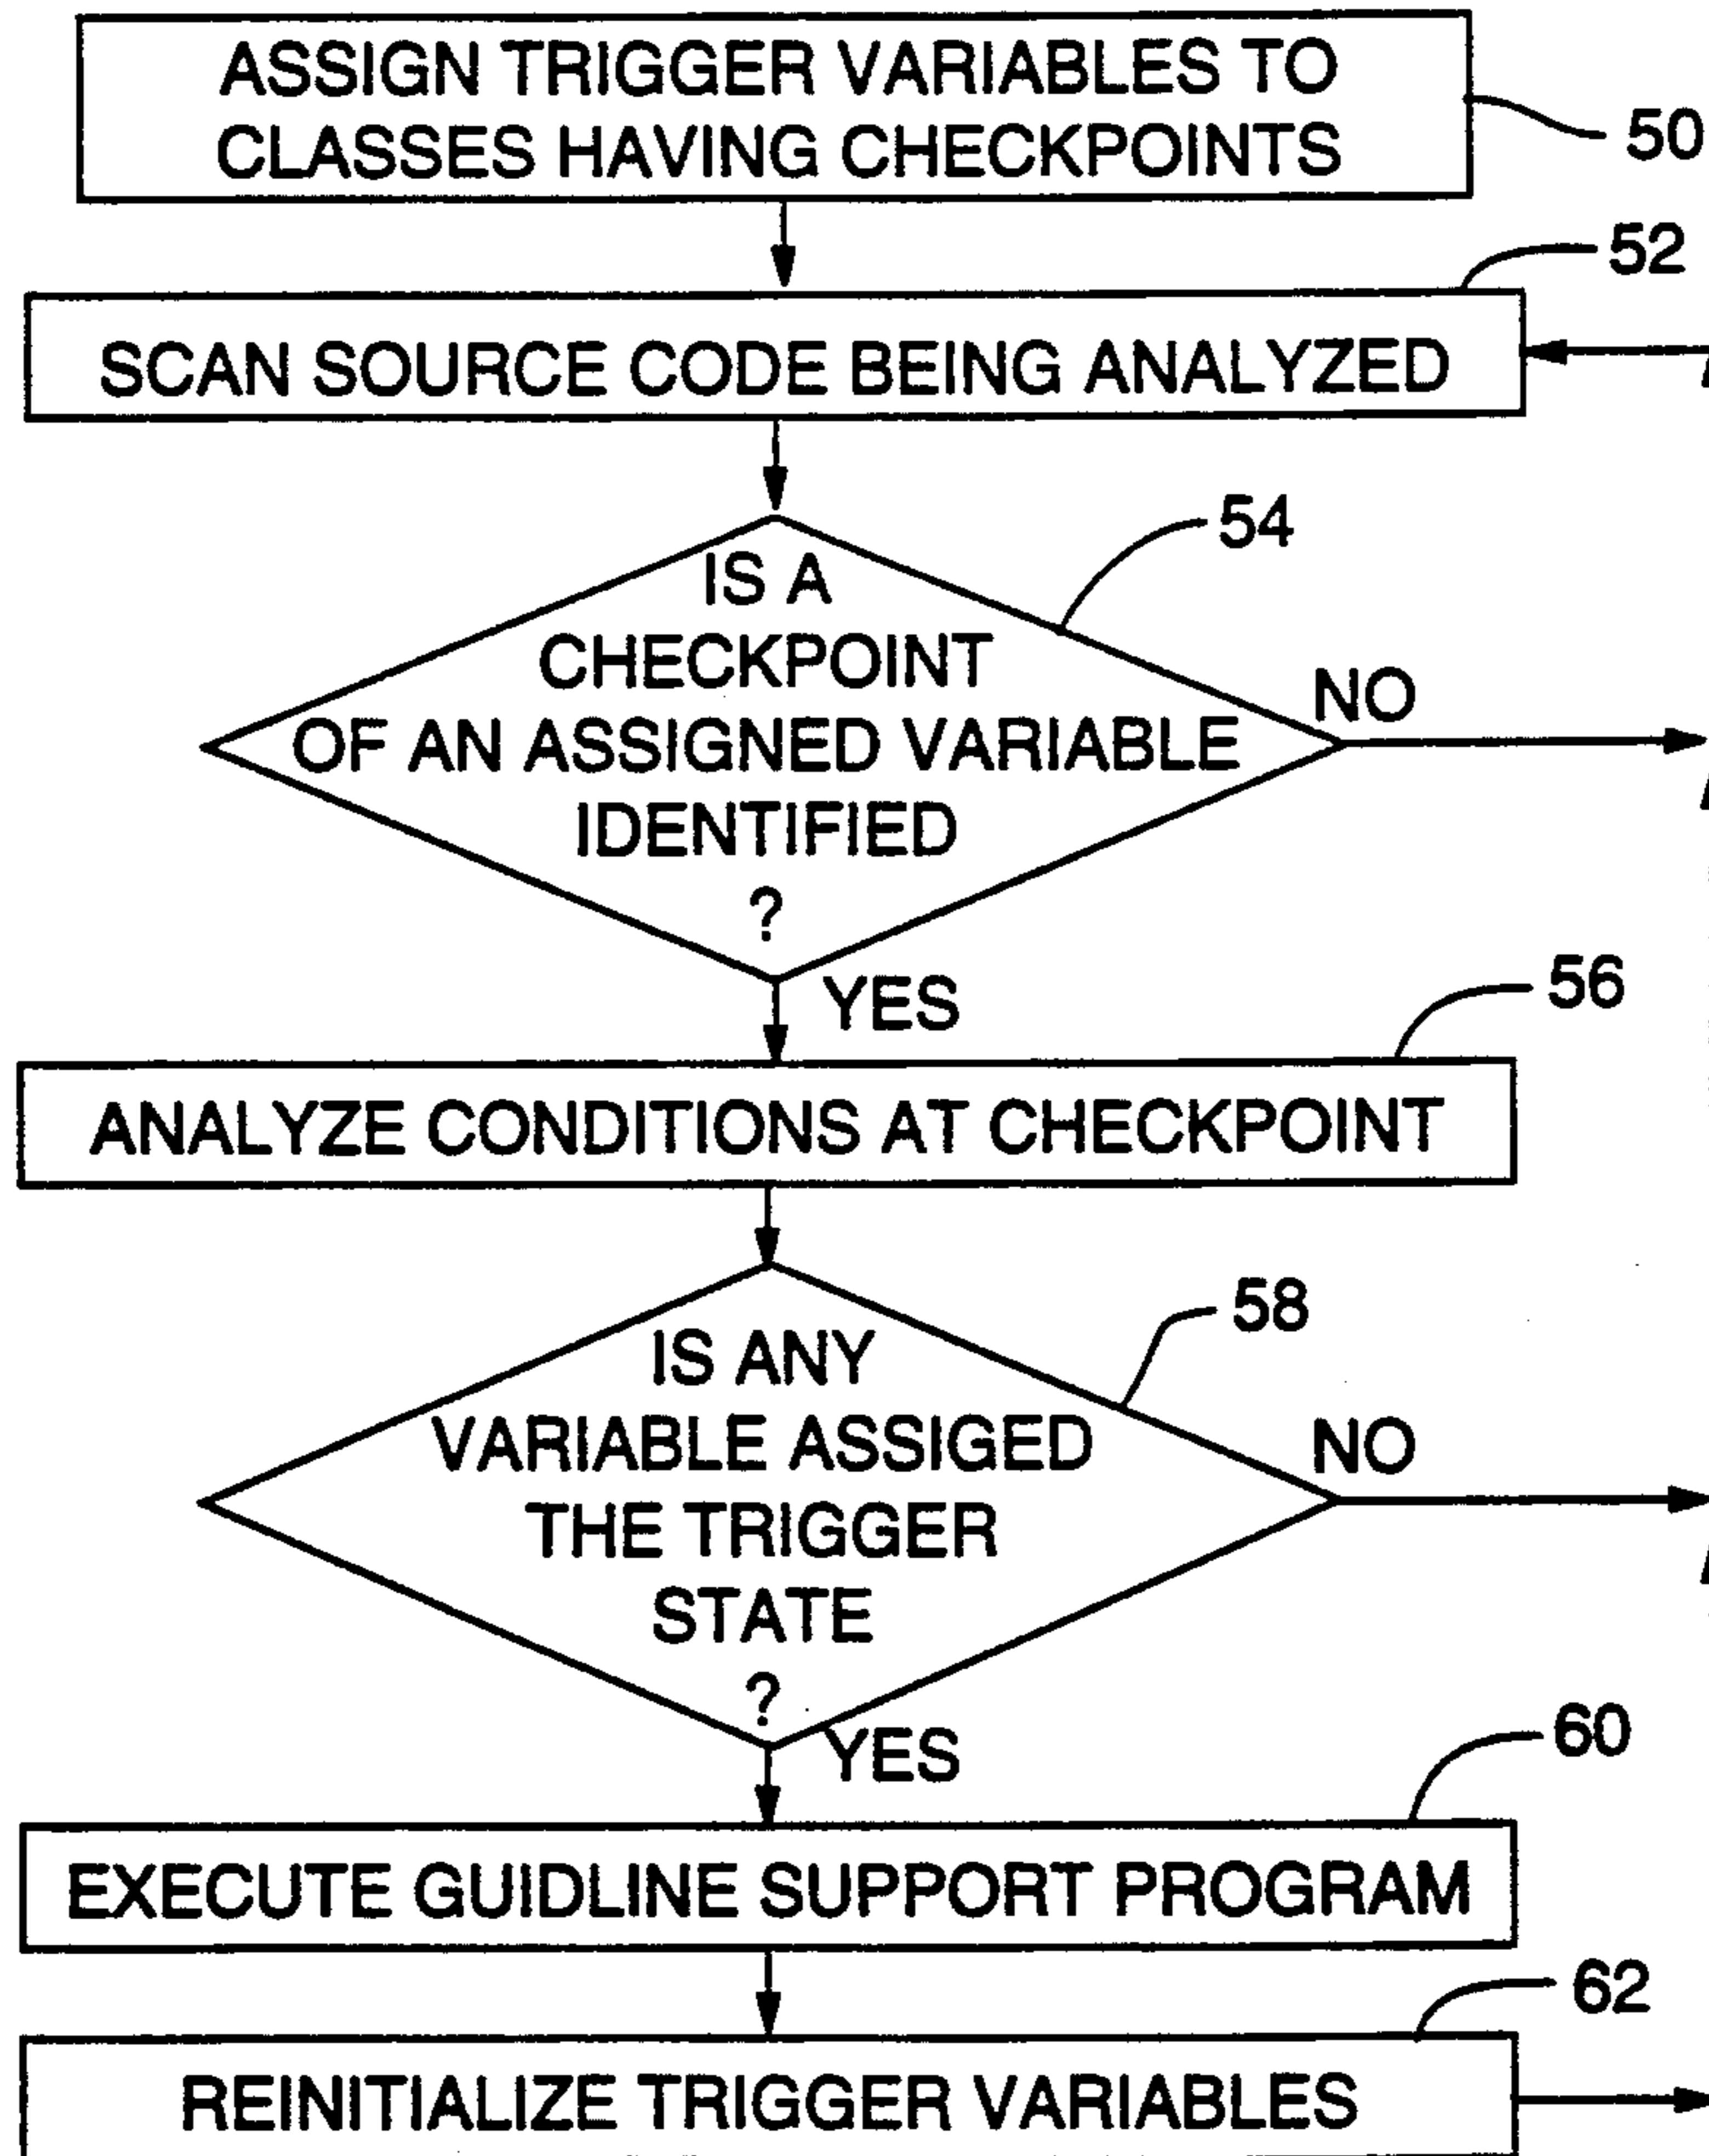 ASSIGN TRIGGER VARIABLES TO
CLASSES HAVING CHECKPOINTS
50
52
SCAN SOURCE CODE BEING ANALYZED
54
IS A
CHECKPOINT
OF AN ASSIGNED VARIABLE
IDENTIFIED
?
NO
YES
56
ANALYZE CONDITIONS AT CHECKPOINT
58
IS ANY
VARIABLE ASSIGED
THE TRIGGER
STATE
?
NO
YES
60
EXECUTE GUIDLINE SUPPORT PROGRAM
62
REINITIALIZE TRIGGER VARIABLES